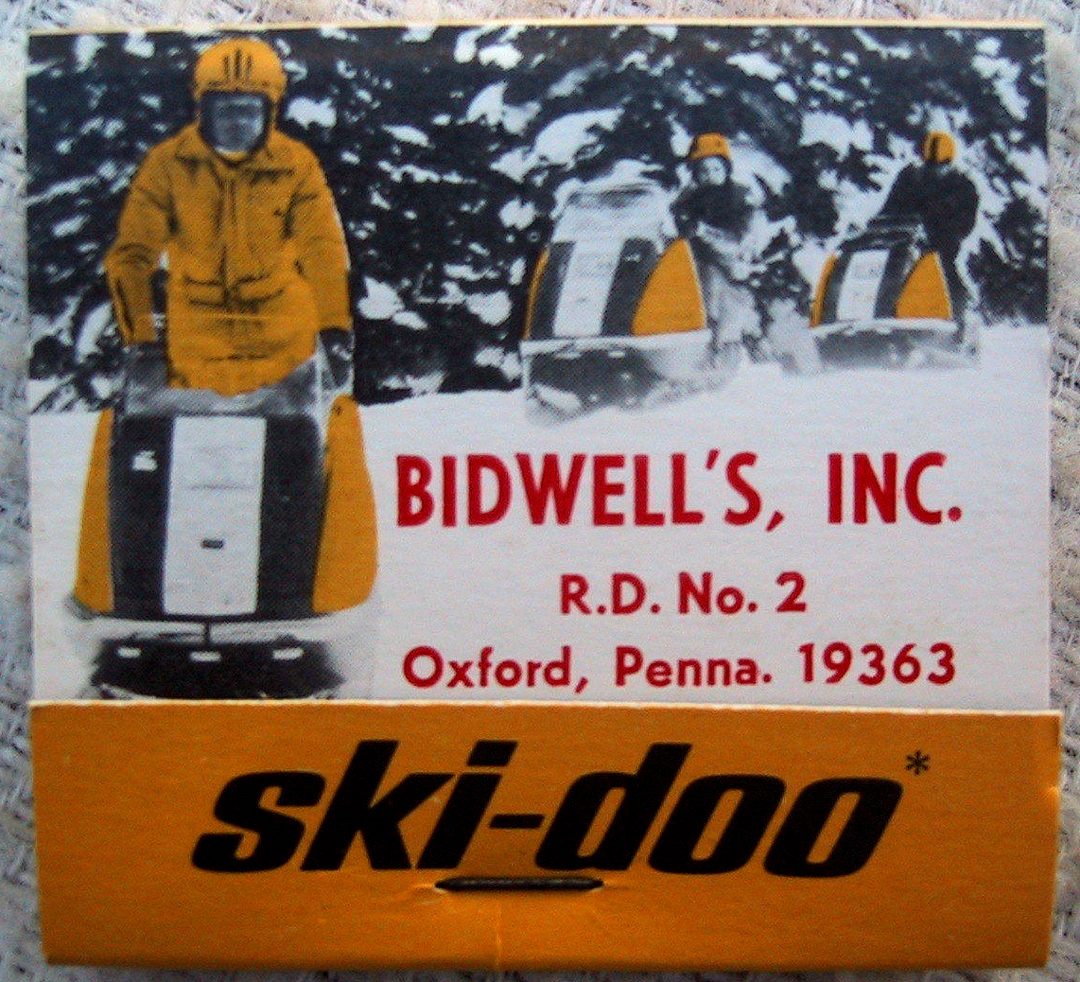 BIDWELL'S, INC.
R.D. No. 2
Oxford, Penna. 19363
ski-doo*